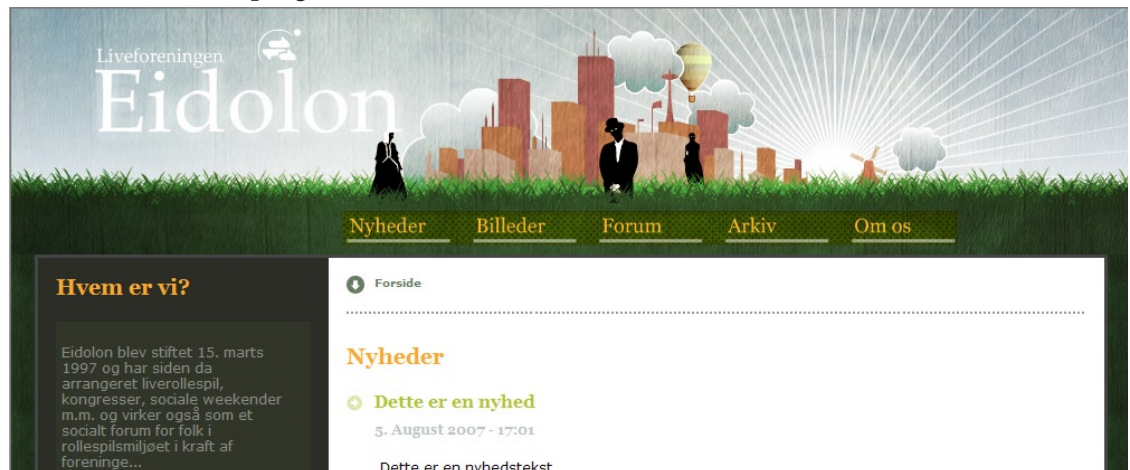 Liveforeningen
Eidolon
Nyheder Billeder Forum Arkiv Om os
Hvem er vi?
Eidolon blev stiftet 15. marts
1997 og har siden da
arrangeret liverollespil,
kongresser, sociale weekender
m.m. og virker også som et
socialt forum for folk i
rollespilsmiljøet i kraft af
foreninge...
Forside
Nyheder
Dette er en nyhed
5. August 2007 - 17:01
Dette er en nyhedstekst